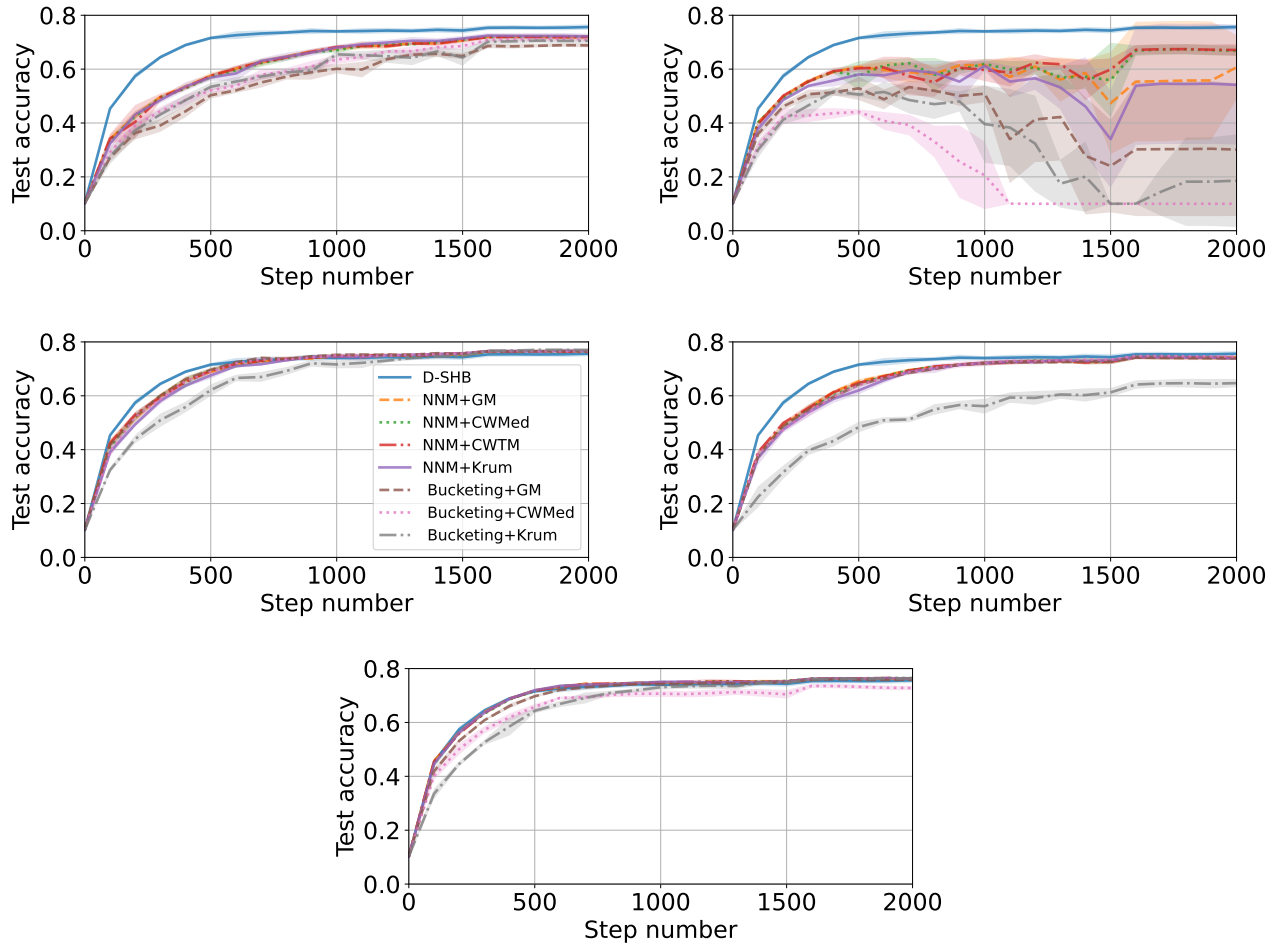 0.8
0.6
0.4
0.2
0.0
Test accuracy
0
500
1000
1500
2000
Step number
0.8
0.6
0.4
0.2
0.0
Test accuracy
0
500
1000
1500
2000
Step number
0.8
0.6
0.4
0.2
0.0
Test accuracy
D-SHB
NNM+GM
NNM+CWMed
NNM+CWTM
NNM+Krum
Bucketing+GM
Bucketing+CWMed
Bucketing+Krum
0
500
1000
1500
2000
Step number
0.8
0.6
0.4
0.2
0.0
Test accuracy
0
500
1000
1500
2000
Step number
0.8
0.6
0.4
0.2
0.0
Test accuracy
0
500
1000
1500
2000
Step number